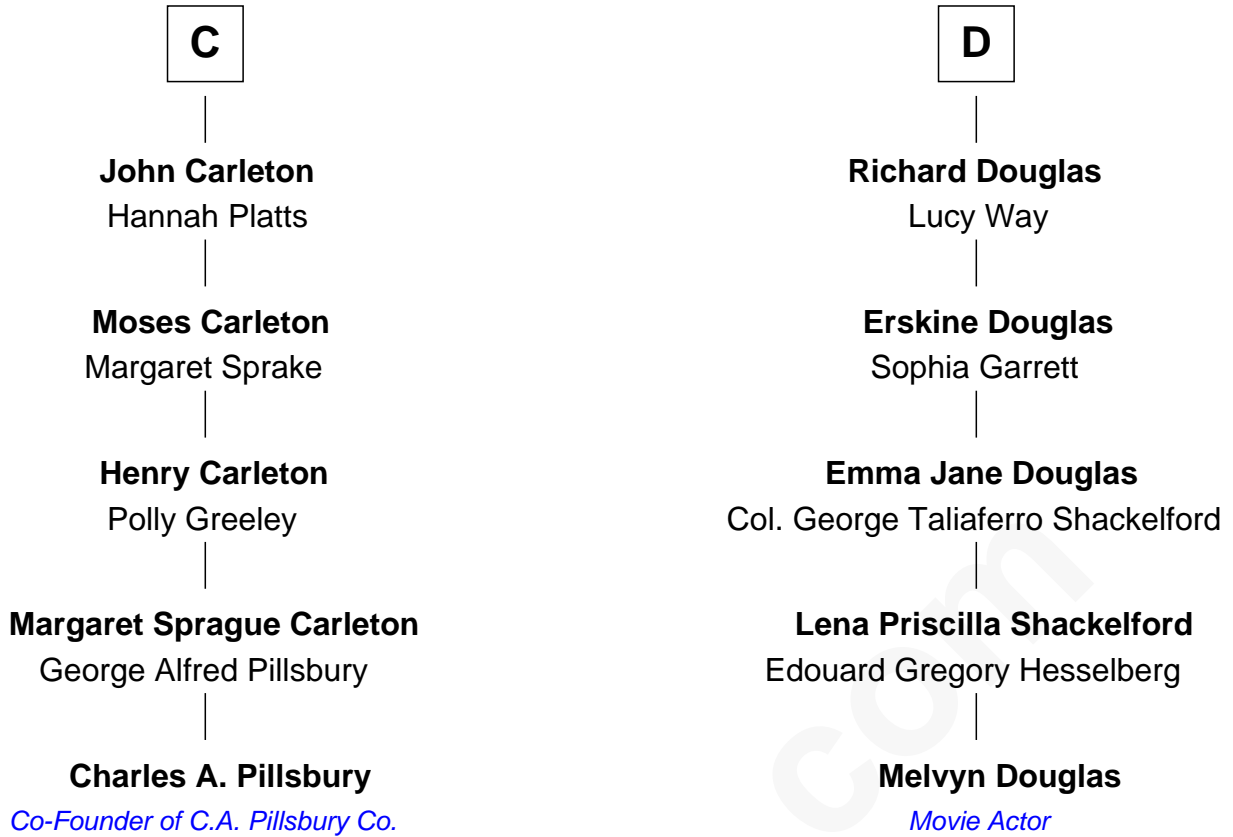 C
John Carleton
Hannah Platts
Moses Carleton
Margaret Sprake
Henry Carleton
Polly Greeley
Margaret Sprague Carleton
George Alfred Pillsbury
Charles A. Pillsbury
Co-Founder of C.A. Pillsbury Co.
D
Richard Douglas
Lucy Way
Erskine Douglas
Sophia Garrett
Emma Jane Douglas
Col. George Taliaferro Shackelford
Lena Priscilla Shackelford
Edouard Gregory Hesselberg
Melvyn Douglas
Movie Actor
com